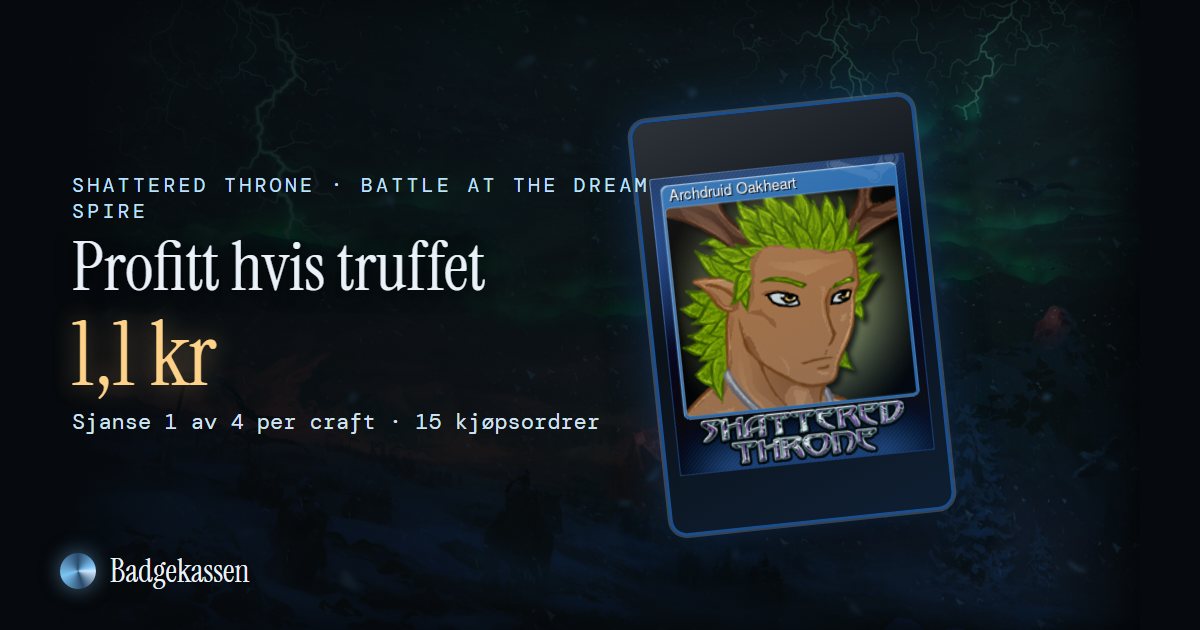 SHATTERED THRONE · BATTLE AT THE DREAM
SPIRE
Profitt hvis truffet
1,1 kr
Sjanse 1 av 4 per craft · 15 kjøpsordrer
Badgekassen
Archdruid Oakheart
SHATTERED
THRONE